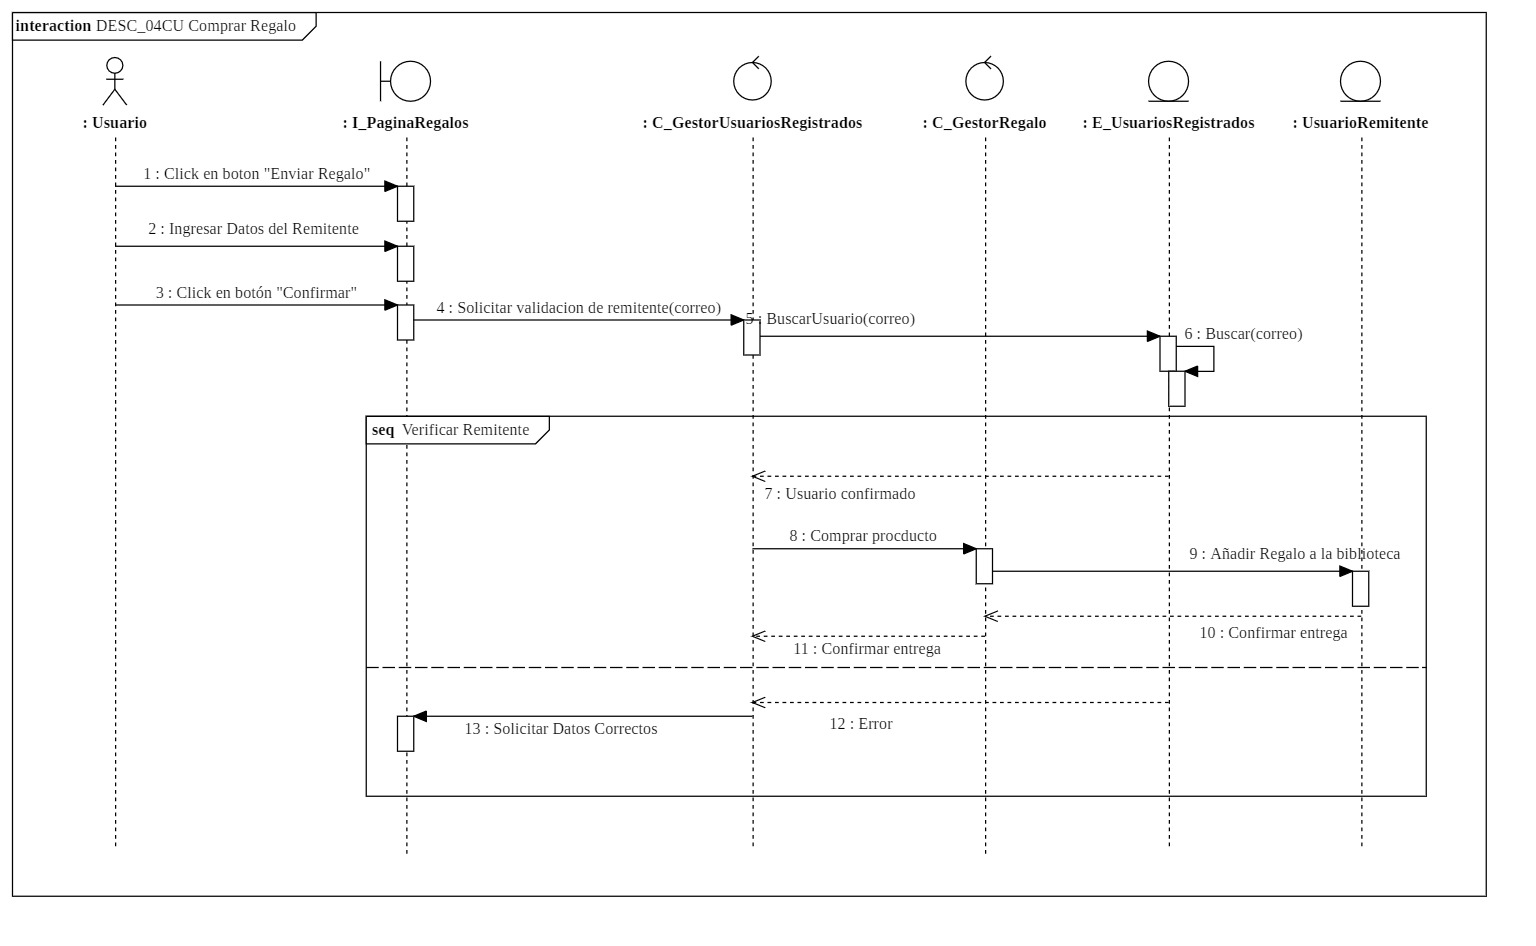 interaction DESC_04CU Comprar Regalo
: Usuario
: I_PaginaRegalos
: C_GestorUsuariosRegistrados
: C_GestorRegalo
: E_UsuariosRegistrados
: UsuarioRemitente
1 : Click en boton "Enviar Regalo"
2 : Ingresar Datos del Remitente
3 : Click en botón "Confirmar"
4 : Solicitar validacion de remitente(correo)
5 : BuscarUsuario(correo)
6 : Buscar(correo)
seq Verificar Remitente
7 : Usuario confirmado
8 : Comprar procducto
9 : Añadir Regalo a la biblioteca
10 : Confirmar entrega
11 : Confirmar entrega
12 : Error
13 : Solicitar Datos Correctos